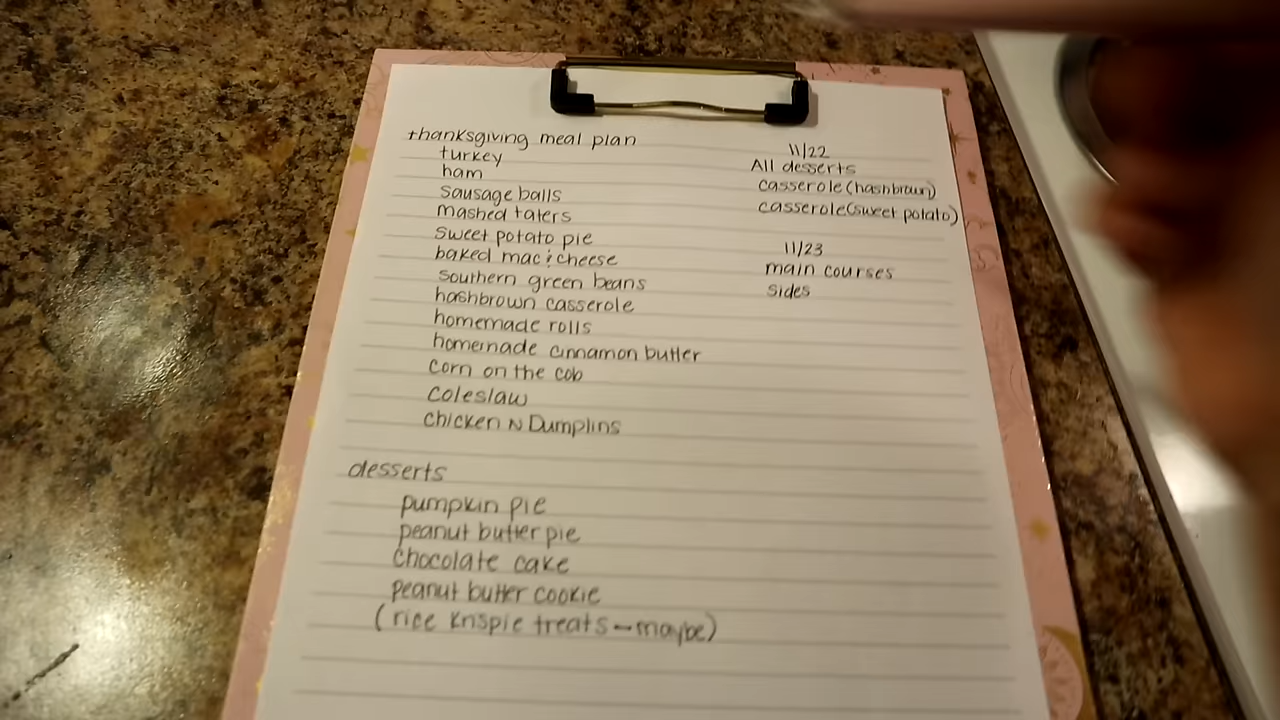 thanksgiving meal plan
turkey
ham
sausage balls
mashed taters
sweet potato pie
baked mac & cheese
southern green beans
hashbrown casserole
homemade rolls
homemade cinnamon butter
corn on the cob
coleslaw
chicken N Dumplins
desserts
pumpkin pie
peanut butter pie
chocolate cake
peanut butter cookie
(rice krispie treats - maybe)
11/22
All desserts
casserole (hashbrown)
casserole (sweet potato)
11/23
main courses
sides